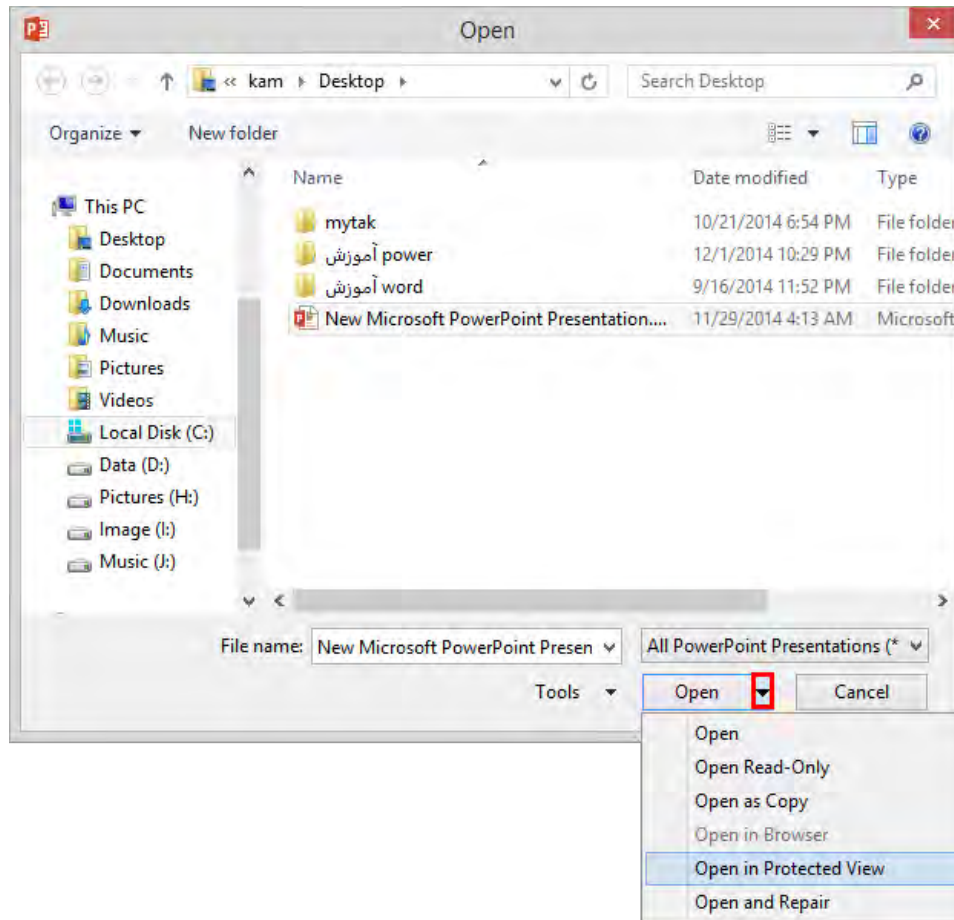 Open
« kam Desktop
Search Desktop
Organize
New folder
Name
Date modified
Type
This PC
Desktop
Documents
Downloads
Music
Pictures
Videos
Local Disk (C:)
Data (D:)
Pictures (H:)
Image (I:)
Music (J:)
mytak 10/21/2014 6:54 PM File folder
آموزش power 12/1/2014 10:29 PM File folder
آموزش word 9/16/2014 11:52 PM File folder
New Microsoft PowerPoint Presentation.... 11/29/2014 4:13 AM Microsoft
File name: New Microsoft PowerPoint Presen
All PowerPoint Presentations (*
Tools
Open
Cancel
Open
Open Read-Only
Open as Copy
Open in Browser
Open in Protected View
Open and Repair